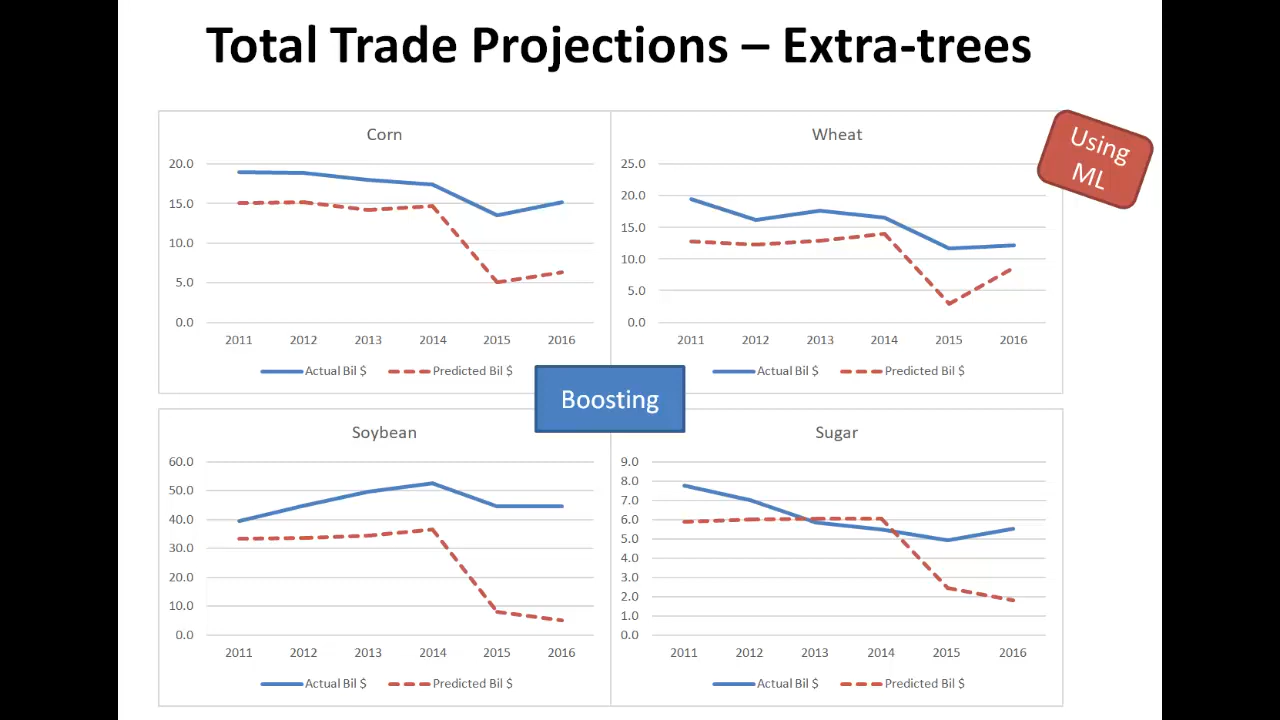 Total Trade Projections – Extra-trees
Using
ML
Corn
20.0
15.0
10.0
5.0
0.0
2011 2012 2013 2014 2015 2016
Actual Bil $ Predicted Bil $
Wheat
25.0
20.0
15.0
10.0
5.0
0.0
2011 2012 2013 2014 2015 2016
Actual Bil $ Predicted Bil $
Boosting
Soybean
60.0
50.0
40.0
30.0
20.0
10.0
0.0
2011 2012 2013 2014 2015 2016
Actual Bil $ Predicted Bil $
Sugar
9.0
8.0
7.0
6.0
5.0
4.0
3.0
2.0
1.0
0.0
2011 2012 2013 2014 2015 2016
Actual Bil $ Predicted Bil $